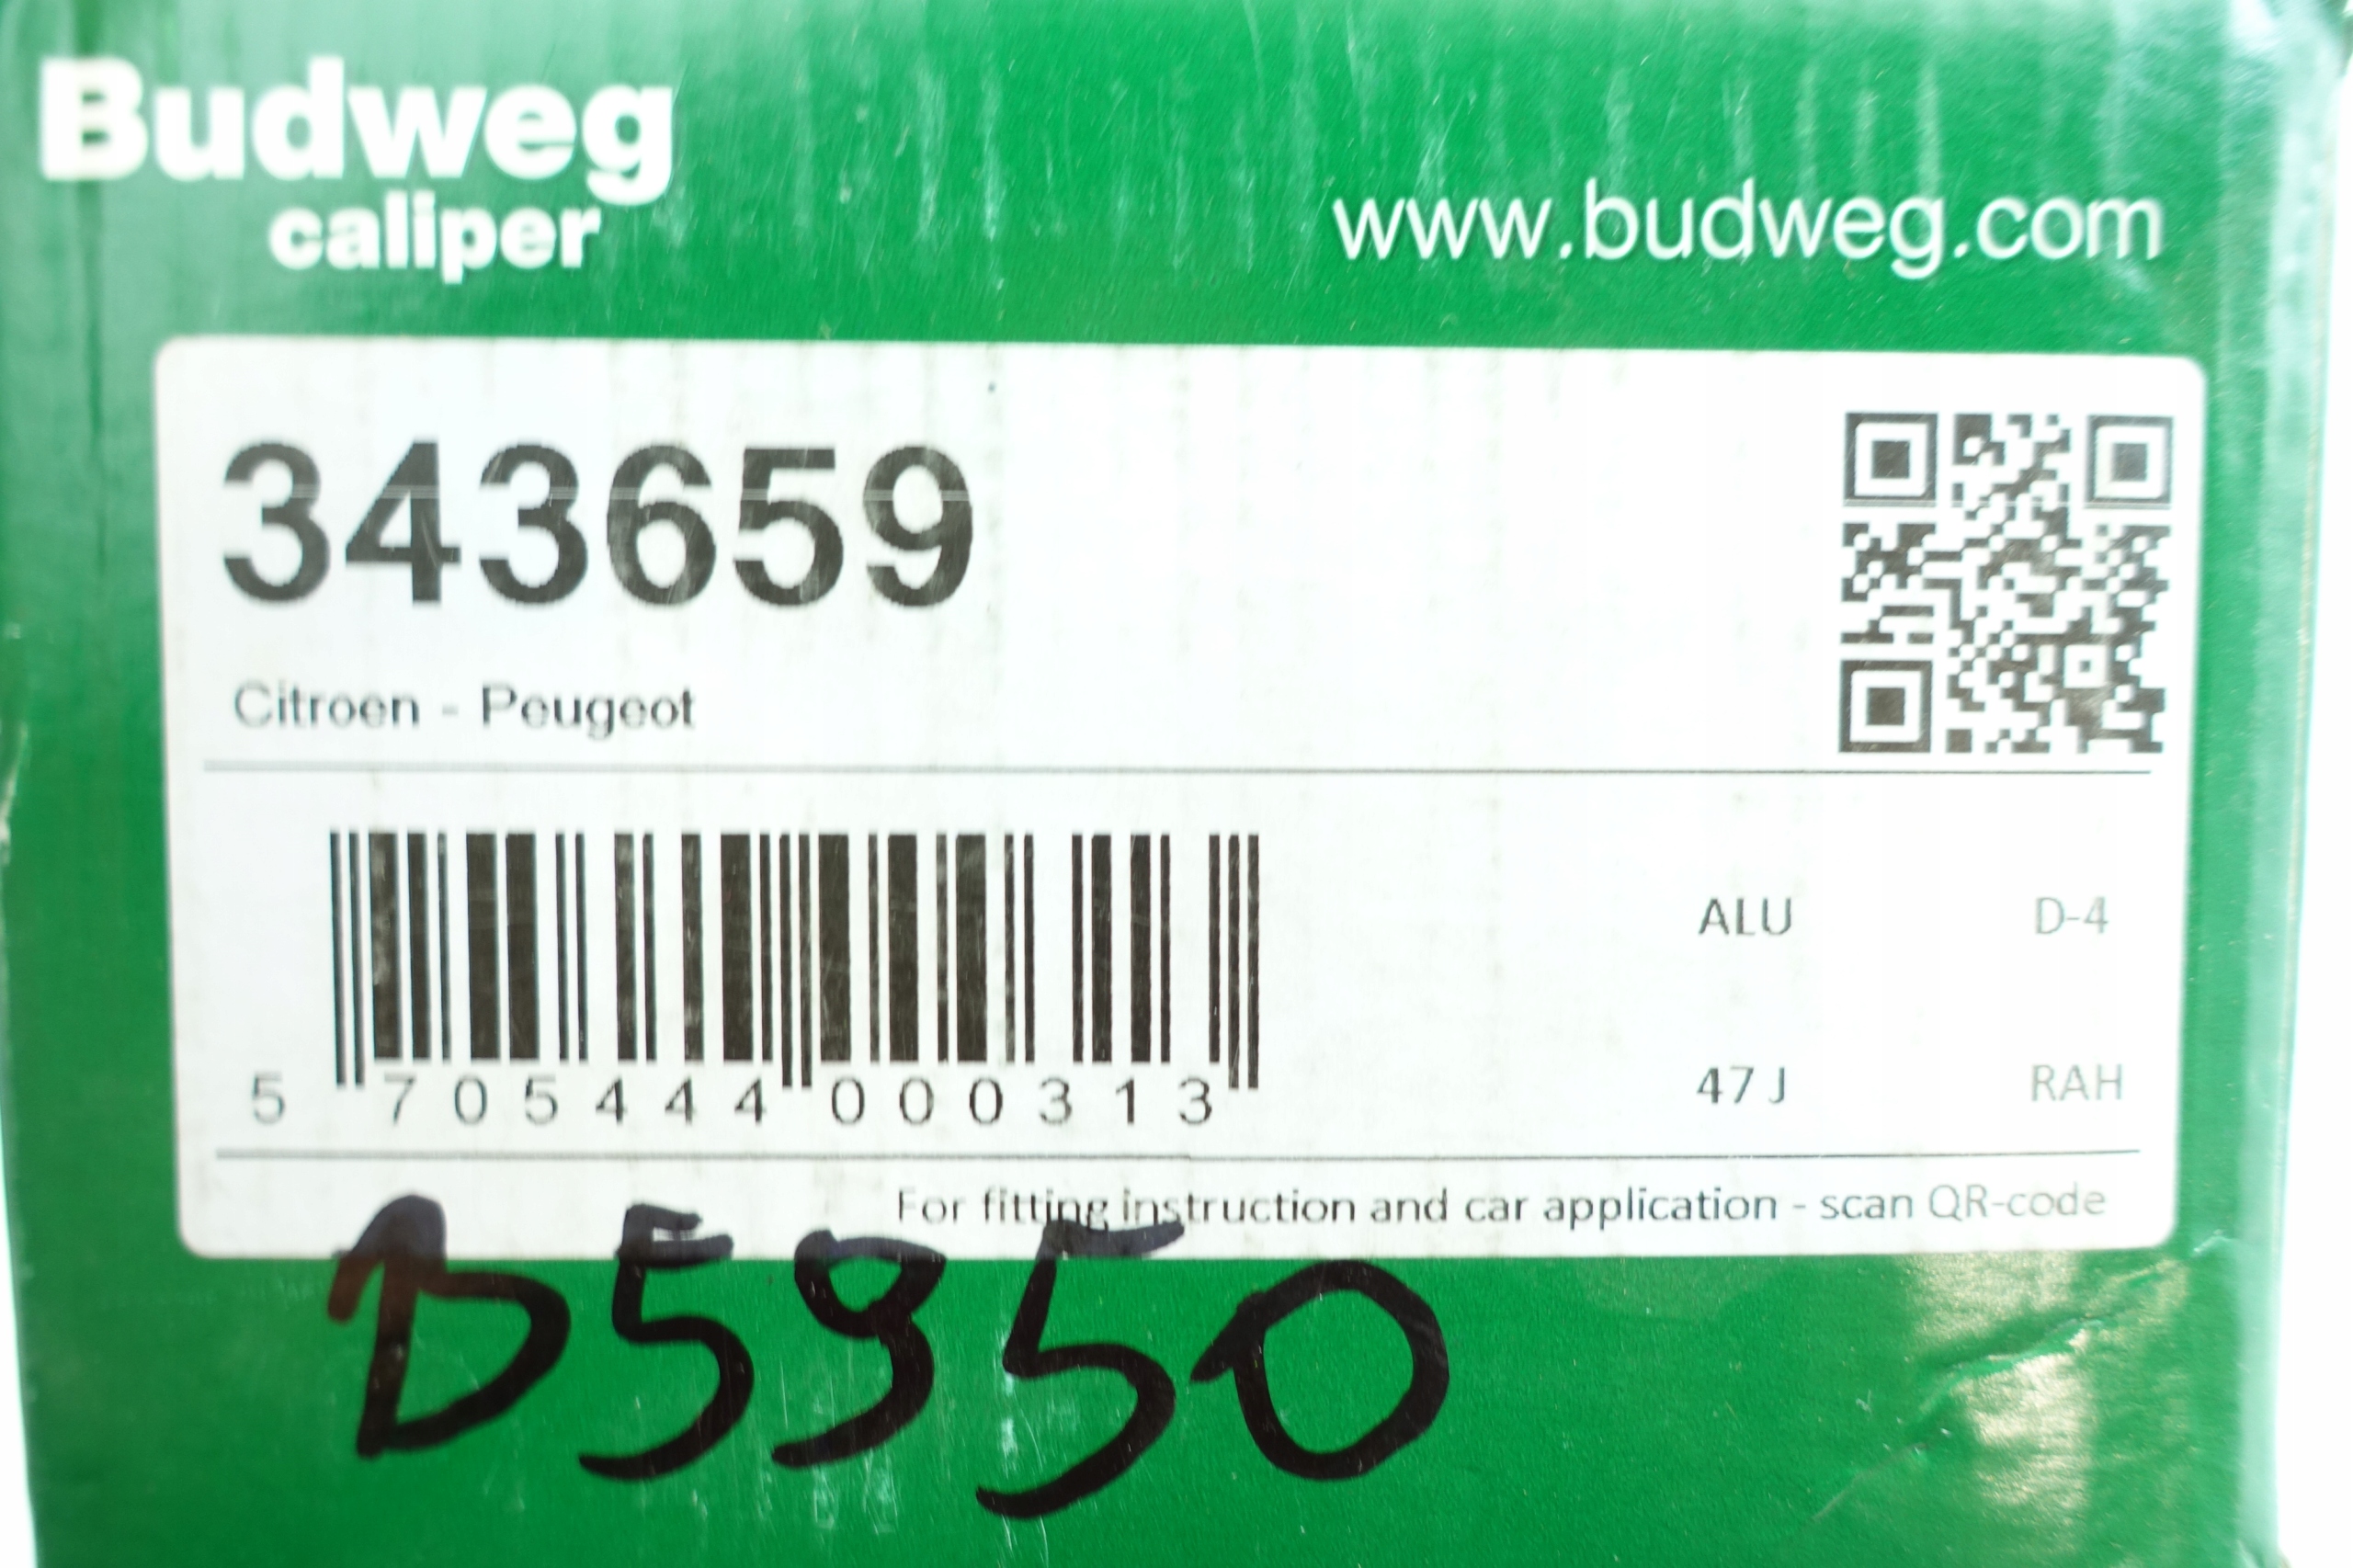 Budweg
caliper
www.budweg.com
343659
Citroen - Peugeot
ALU D-4
47 J RAH
5 705444 000313
For fitting instruction and car application - scan QR-code
D5950